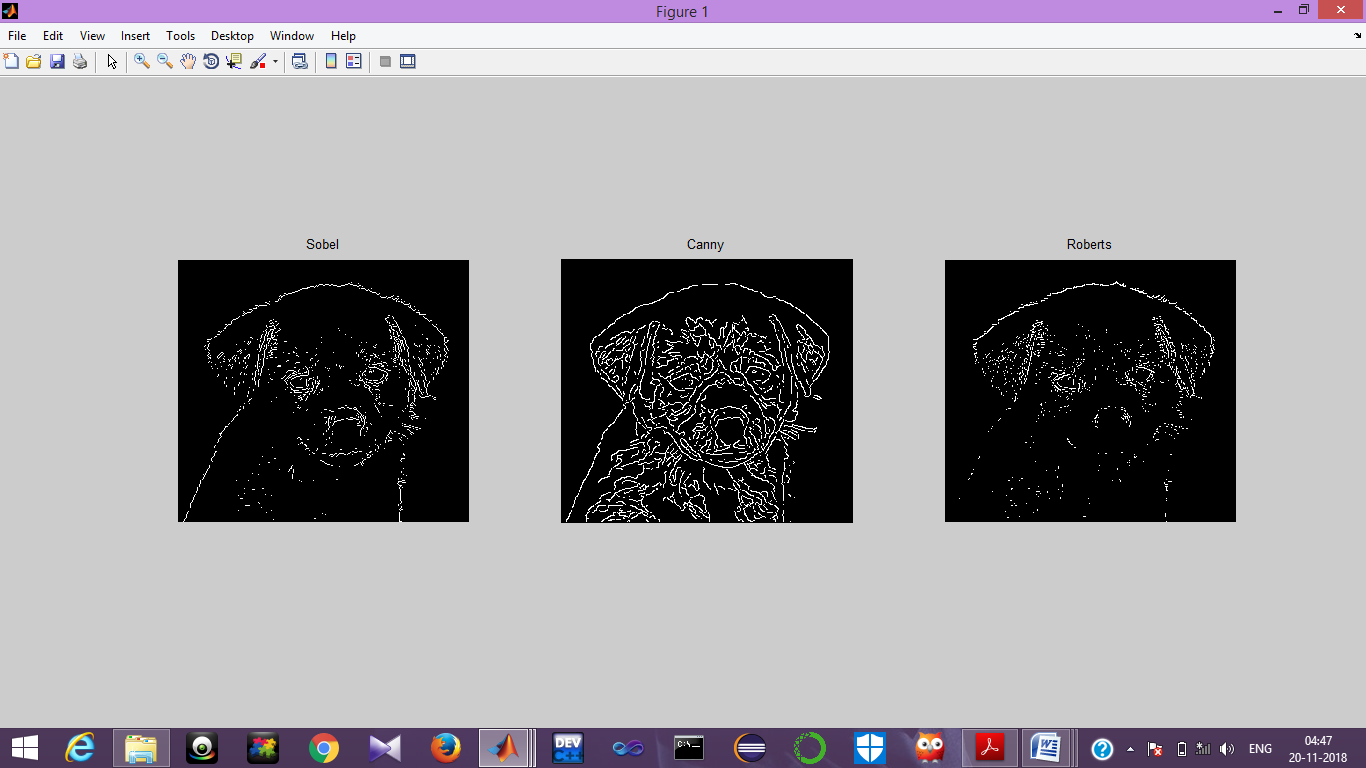 Figure 1
File Edit View Insert Tools Desktop Window Help
Sobel Canny Roberts
DEV
C++
C:\_
W
ENG
04:47
20-11-2018